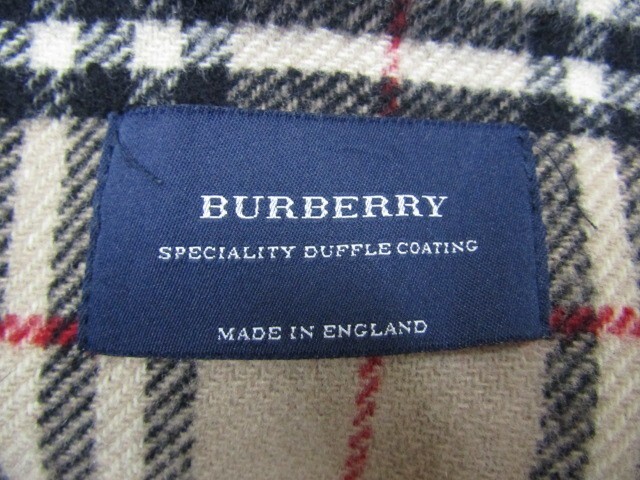 BURBERRY
SPECIALITY DUFFLE COATING
MADE IN ENGLAND